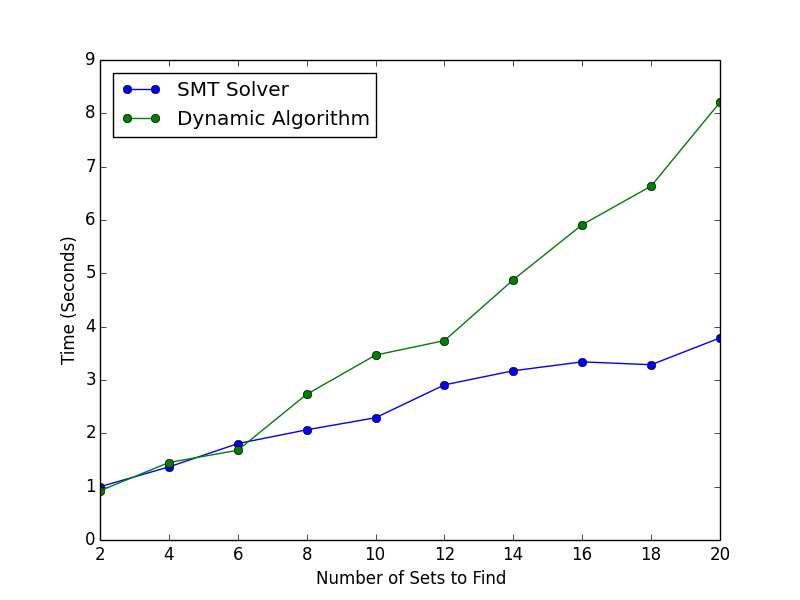 9
8
7
6
5
4
3
2
1
0
Time (Seconds)
SMT Solver
Dynamic Algorithm
2 4 6 8 10 12 14 16 18 20
Number of Sets to Find